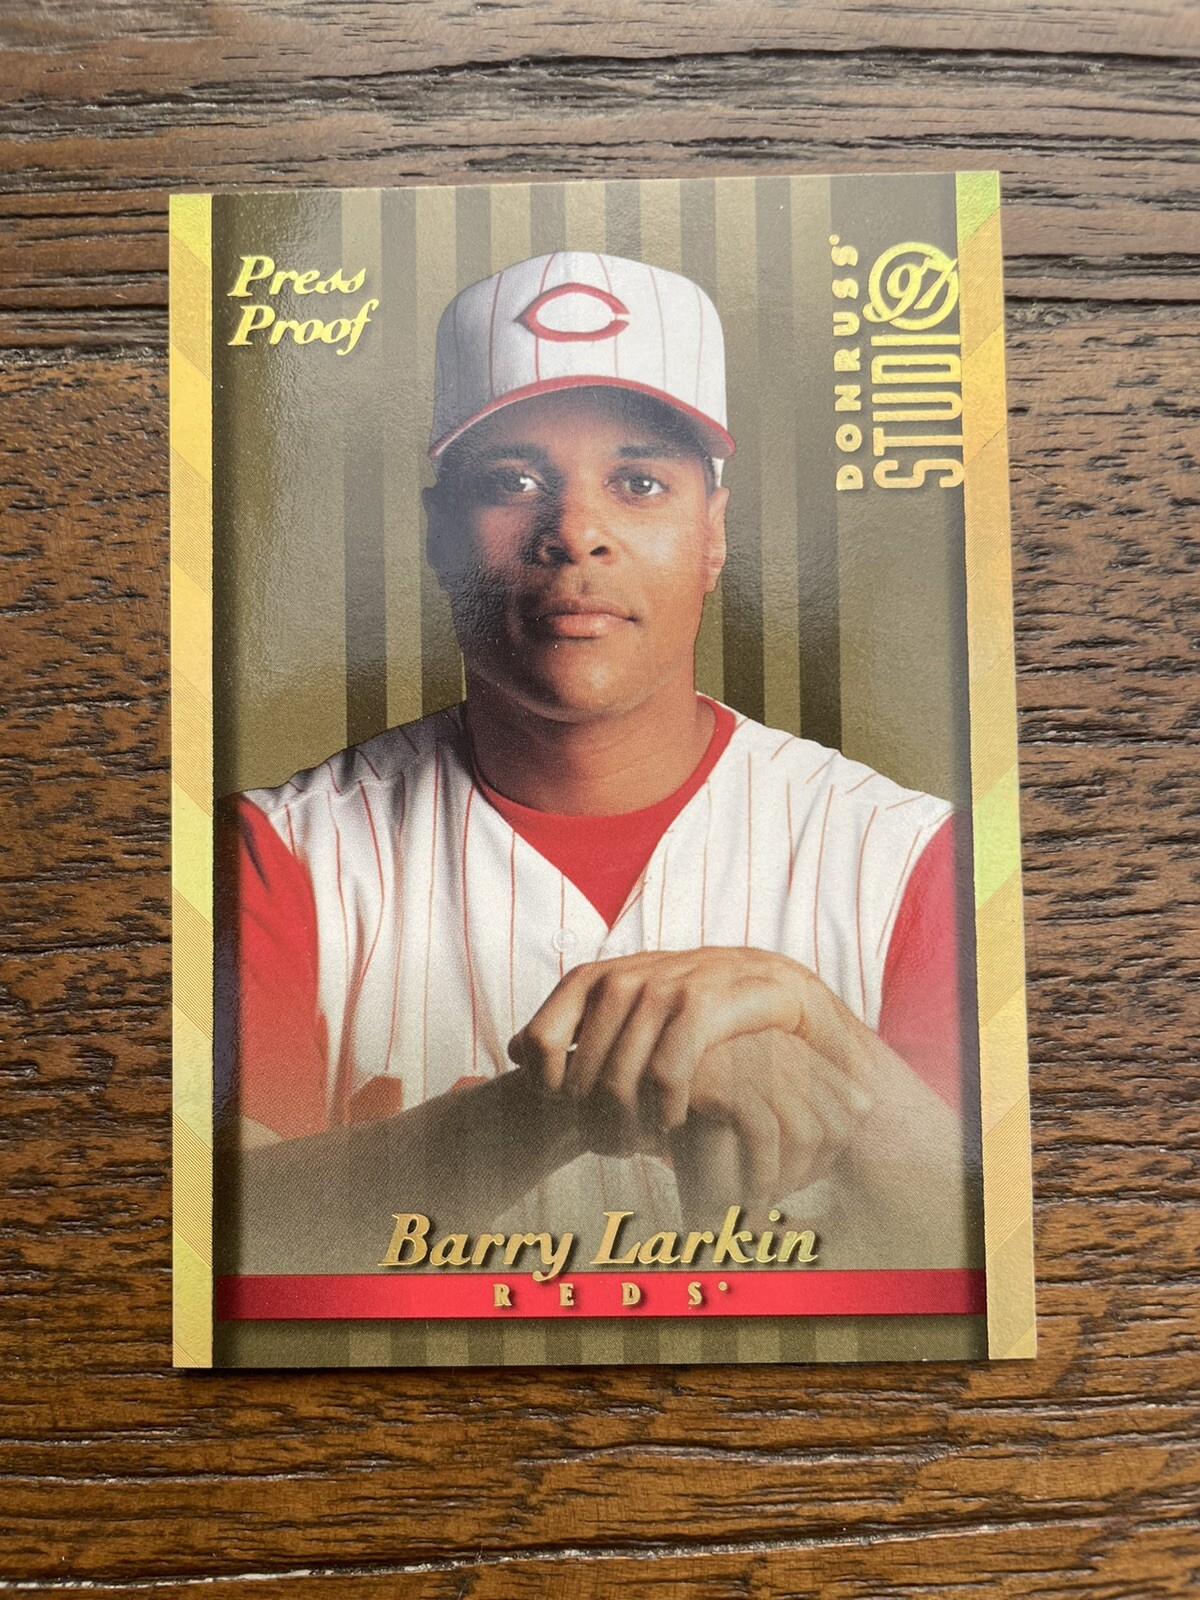 Press
Proof
DONRUSS
STUDIO
97
Barry Larkin
REDS